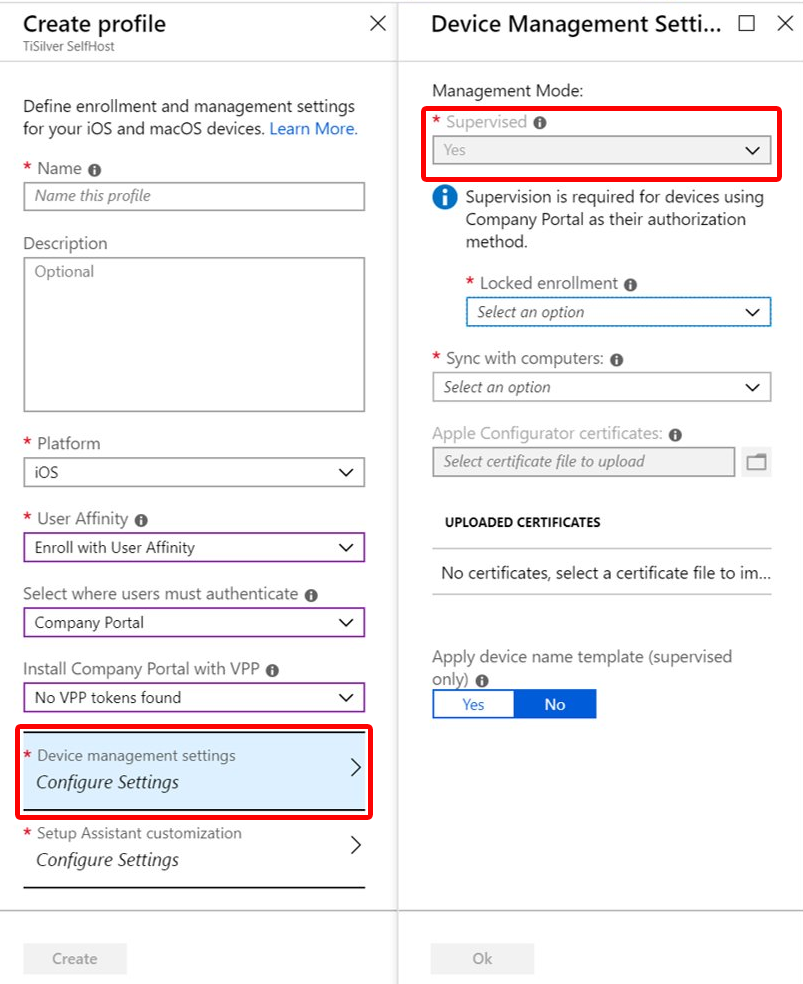 Create profile
TiSilver SelfHost
Define enrollment and management settings
for your iOS and macOS devices. Learn More.
* Name
Name this profile
Description
Optional
* Platform
iOS
* User Affinity
Enroll with User Affinity
Select where users must authenticate
Company Portal
Install Company Portal with VPP
No VPP tokens found
* Device management settings
Configure Settings
* Setup Assistant customization
Configure Settings
Create
Device Management Setti...
Management Mode:
* Supervised
Yes
Supervision is required for devices using
Company Portal as their authorization
method.
* Locked enrollment
Select an option
* Sync with computers:
Select an option
Apple Configurator certificates:
Select certificate file to upload
UPLOADED CERTIFICATES
No certificates, select a certificate file to im...
Apply device name template (supervised
only)
Yes No
Ok